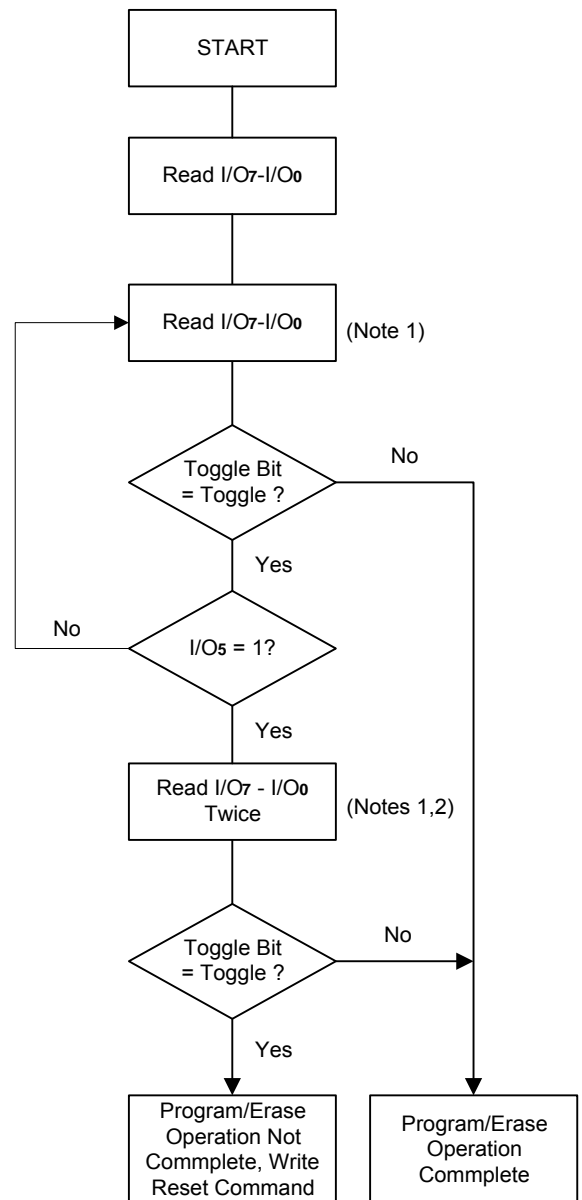 START
Read I/O7-I/O0
Read I/O7-I/O0
(Note 1)
Toggle Bit
= Toggle ?
No
Yes
I/O5 = 1?
No
Yes
Read I/O7 - I/O0
Twice
(Notes 1,2)
Toggle Bit
= Toggle ?
No
Yes
Program/Erase
Operation Not
Commplete, Write
Reset Command
Program/Erase
Operation
Commplete